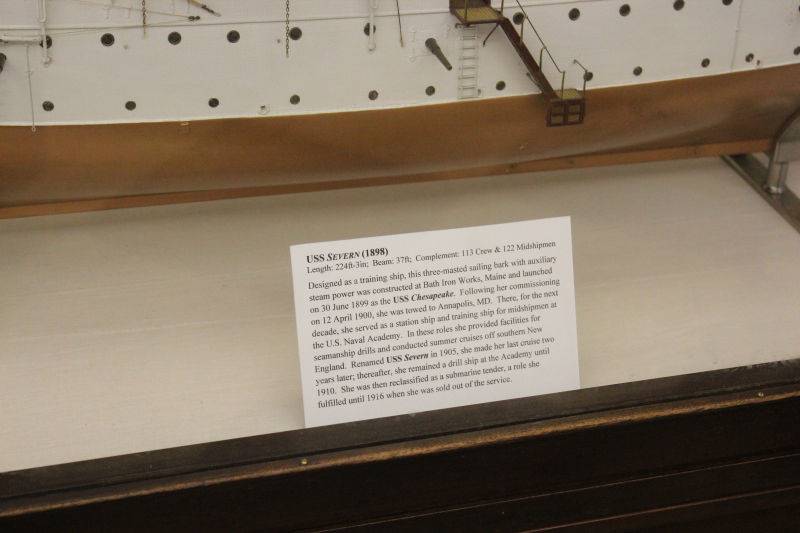 USS SEVERN (1898)
Length: 224ft-3in; Beam: 37ft; Complement: 113 Crew & 122 Midshipmen
Designed as a training ship, this three-masted sailing bark with auxiliary
steam power was constructed at Bath Iron Works, Maine and launched
on 30 June 1899 as the USS Chesapeake. Following her commissioning
on 12 April 1900, she was towed to Annapolis, MD. There, for the next
decade, she served as a station ship and training ship for midshipmen at
the U.S. Naval Academy. In these roles she provided facilities for
seamanship drills and conducted summer cruises off southern New
England. Renamed USS Severn in 1905, she made her last cruise two
years later; thereafter, she remained a drill ship at the Academy until
1910. She was then reclassified as a submarine tender, a role she
fulfilled until 1916 when she was sold out of the service.